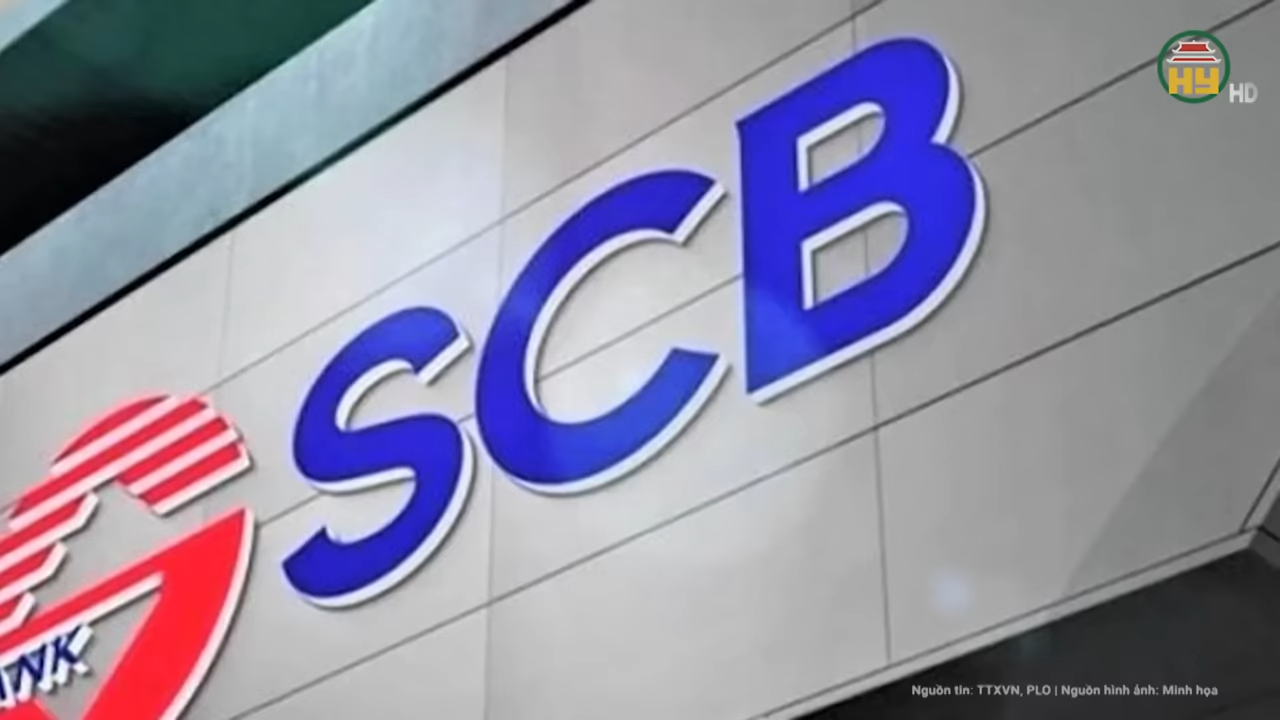 HY HD
SCB
ANK
Nguồn tin: TTXVN, PLO | Nguồn hình ảnh: Minh họa